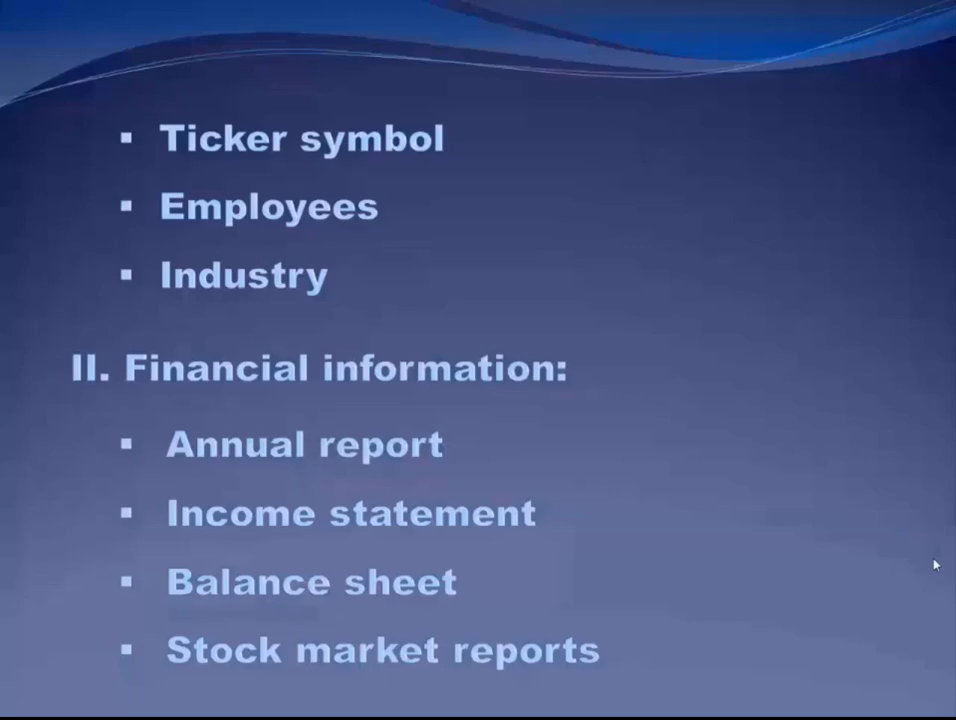 ▪ Ticker symbol
▪ Employees
▪ Industry
II. Financial information:
▪ Annual report
▪ Income statement
▪ Balance sheet
▪ Stock market reports